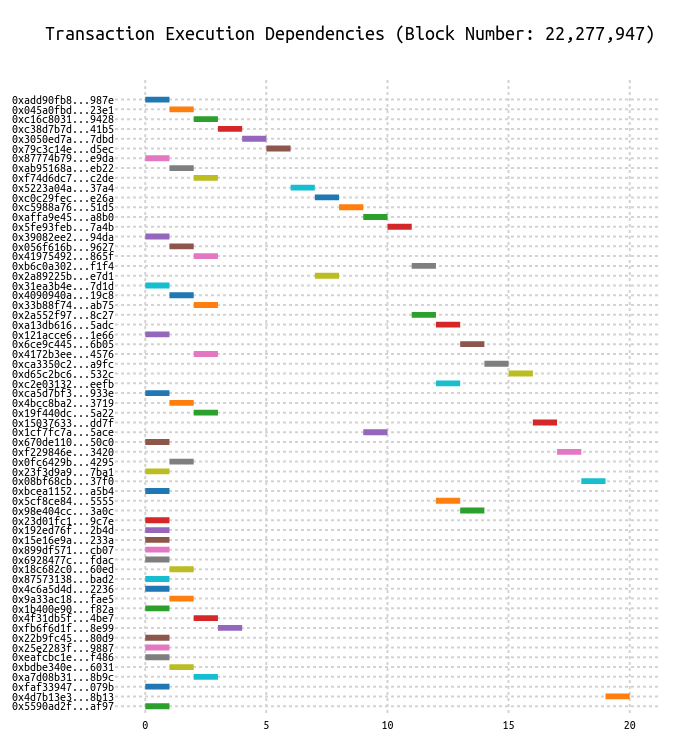 Transaction Execution Dependencies (Block Number: 22,277,947)
0xadd90fb8...987e
0x045a0fbd...23e1
0xc16c8031...9428
0xc38d7b7d...41b5
0x3050ed7a...7dbd
0x79c3c14e...d5ec
0x87774b79...e9da
0xab95168a...eb22
0xf74d6dc7...c2de
0x5223a04a...37a4
0xc0c29fec...e26a
0xc5988a76...51d5
0xaffa9e45...a8b0
0x5fe93feb...7a4b
0x39082ee2...94da
0x056f616b...9627
0x41975492...865f
0xb6c0a302...f1f4
0x2a89225b...e7d1
0x31ea3b4e...7d1d
0x4090940a...19c8
0x33b88f74...ab75
0x2a552f97...8c27
0xa13db616...5adc
0x121acce6...1e66
0x6ce9c445...6b05
0x4172b3ee...4576
0xca3350c2...a9fc
0xd65c2bc6...532c
0xc2e03132...eefb
0xca5d7bf3...933e
0x4bcc8ba2...3719
0x19f440dc...5a22
0x15037633...dd7f
0x1cf7fc7a...5ace
0x670de110...50c0
0xf229846e...3420
0x0fc6429b...4295
0x23f3d9a9...7ba1
0x08bf68cb...37f0
0xbcea1152...a5b4
0x5cf8ce84...5555
0x98e404cc...3a0c
0x23d01fc1...9c7e
0x192ed76f...2b4d
0x15e16e9a...233a
0x899df571...cb07
0x6928477c...fdac
0x18c682c0...60ed
0x87573138...bad2
0x4c6a5d4d...2236
0x9a33ac18...fae5
0x1b400e90...f82a
0x4f31db5f...4be7
0xfb6f6d1f...8e99
0x22b9fc45...80d9
0x25e2283f...9887
0xeafcbc1e...f486
0xbdbe340e...6031
0xa7d08b31...8b9c
0xfaf33947...079b
0x4d7b13e3...8b13
0x5590ad2f...af97
0 5 10 15 20